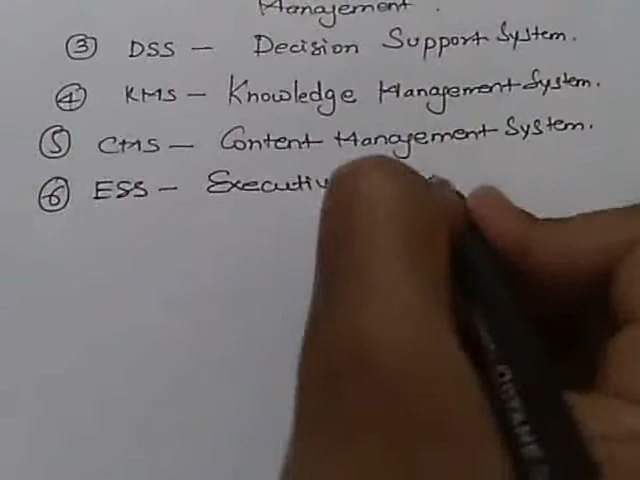 Management.
③ DSS - Decision Support System.
④ KMS - Knowledge Management System.
⑤ CMS - Content Management System.
⑥ ESS - Executiv